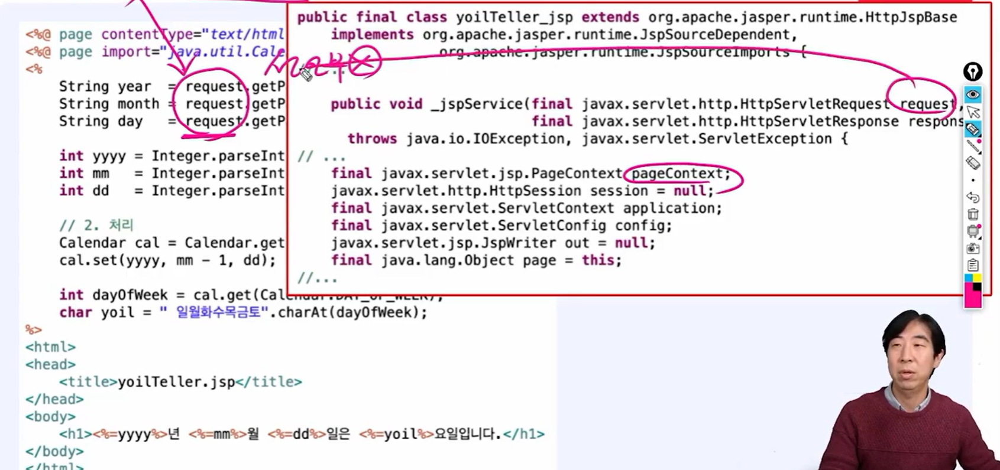 <%@ page contentType="text/html
<%@ page import="java.util.Cale
<%
String year = request.getP
String month = request.getP
String day = request.getP
int yyyy = Integer.parseInt
int mm = Integer.parseInt
int dd = Integer.parseInt
// 2. 처리
Calendar cal = Calendar.get
cal.set(yyyy, mm - 1, dd);
int dayOfWeek = cal.get(Calendar.DAY_OF_WEEK);
char yoil = " 일월화수목금토".charAt(dayOfWeek);
%>
<html>
<head>
<title>yoilTeller.jsp</title>
</head>
<body>
<h1><%=yyyy%>년 <%=mm%>월 <%=dd%>일은 <%=yoil%>요일입니다.</h1>
</body>
</html>
public final class yoilTeller_jsp extends org.apache.jasper.runtime.HttpJspBase
implements org.apache.jasper.runtime.JspSourceDependent,
org.apache.jasper.runtime.JspSourceImports {
public void _jspService(final javax.servlet.http.HttpServletRequest request,
final javax.servlet.http.HttpServletResponse respons
throws java.io.IOException, javax.servlet.ServletException {
// ...
final javax.servlet.jsp.PageContext pageContext;
javax.servlet.http.HttpSession session = null;
final javax.servlet.ServletContext application;
final javax.servlet.ServletConfig config;
javax.servlet.jsp.JspWriter out = null;
final java.lang.Object page = this;
//...